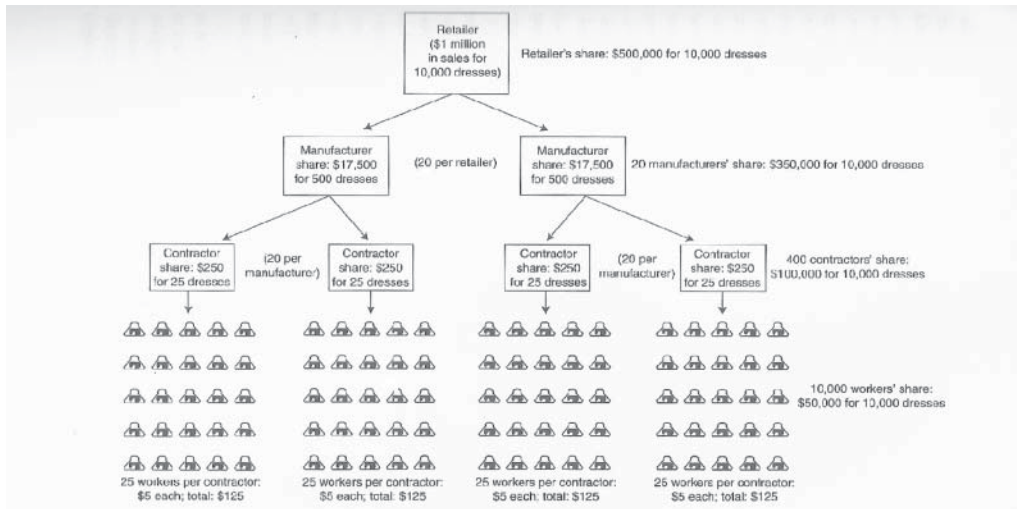 Retailer
($1 million
in sales for
10,000 dresses)
Retailer's share: $500,000 for 10,000 dresses
Manufacturer
share: $17,500
for 500 dresses
(20 per retailer)
Manufacturer
share: $17,500
for 500 dresses
20 manufacturers' share: $350,000 for 10,000 dresses
Contractor
share: $250
for 25 dresses
(20 per
manufacturer)
Contractor
share: $250
for 25 dresses
Contractor
share: $250
for 25 dresses
(20 per
manufacturer)
Contractor
share: $250
for 25 dresses
400 contractors' share:
$100,000 for 10,000 dresses
10,000 workers' share:
$50,000 for 10,000 dresses
25 workers per contractor:
$5 each; total: $125
25 workers per contractor:
$5 each; total: $125
25 workers per contractor:
$5 each: total: $125
25 workers per contractor:
$5 each: total: $125